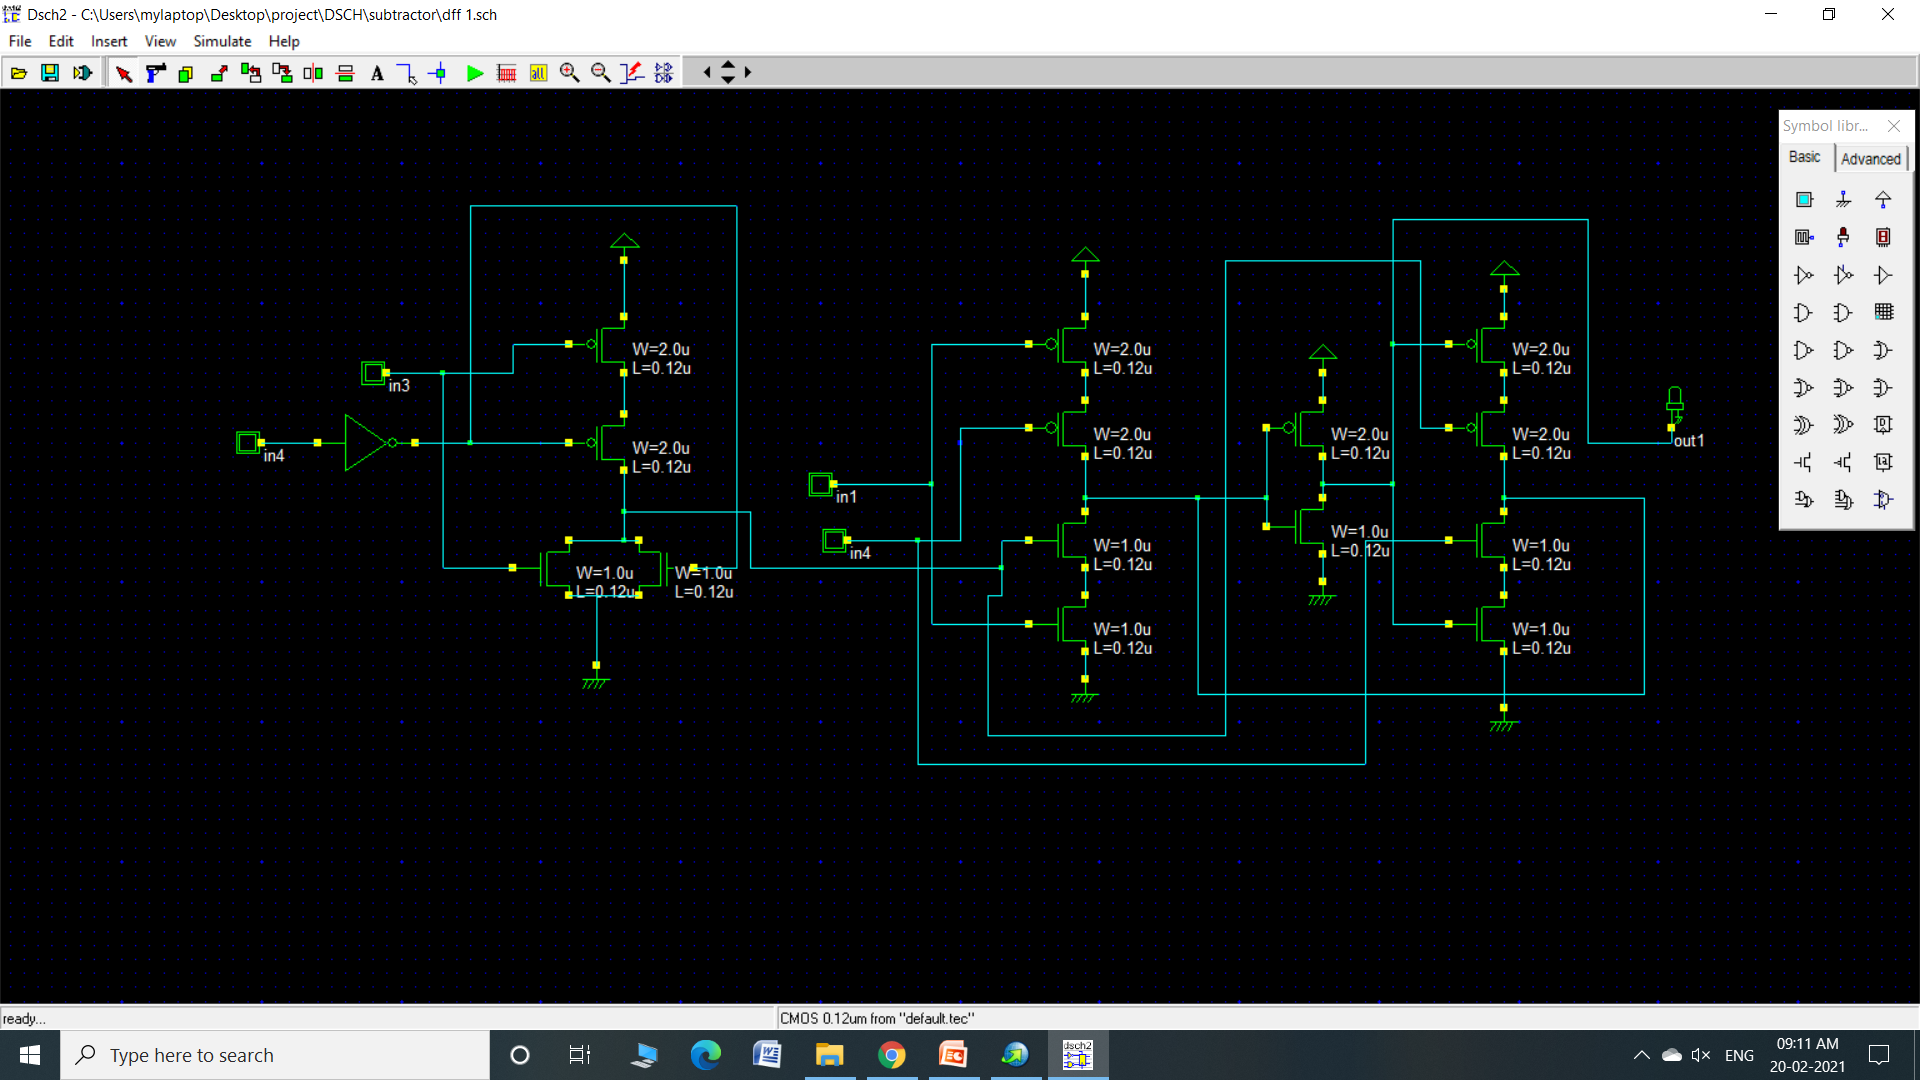 Dsch2 - C:\Users\mylaptop\Desktop\project\DSCH\subtractor\dff 1.sch
File Edit Insert View Simulate Help
A
all
Symbol libr...
Basic Advanced
in3
in4
W=2.0u
L=0.12u
W=2.0u
L=0.12u
W=1.0u
L=0.12u
W=1.0u
L=0.12u
in1
in4
W=2.0u
L=0.12u
W=2.0u
L=0.12u
W=1.0u
L=0.12u
W=1.0u
L=0.12u
W=2.0u
L=0.12u
W=1.0u
L=0.12u
W=2.0u
L=0.12u
W=2.0u
L=0.12u
W=1.0u
L=0.12u
W=1.0u
L=0.12u
out1
ready...
CMOS 0.12um from "default.tec"
Type here to search
dsch2
ENG
09:11 AM
20-02-2021